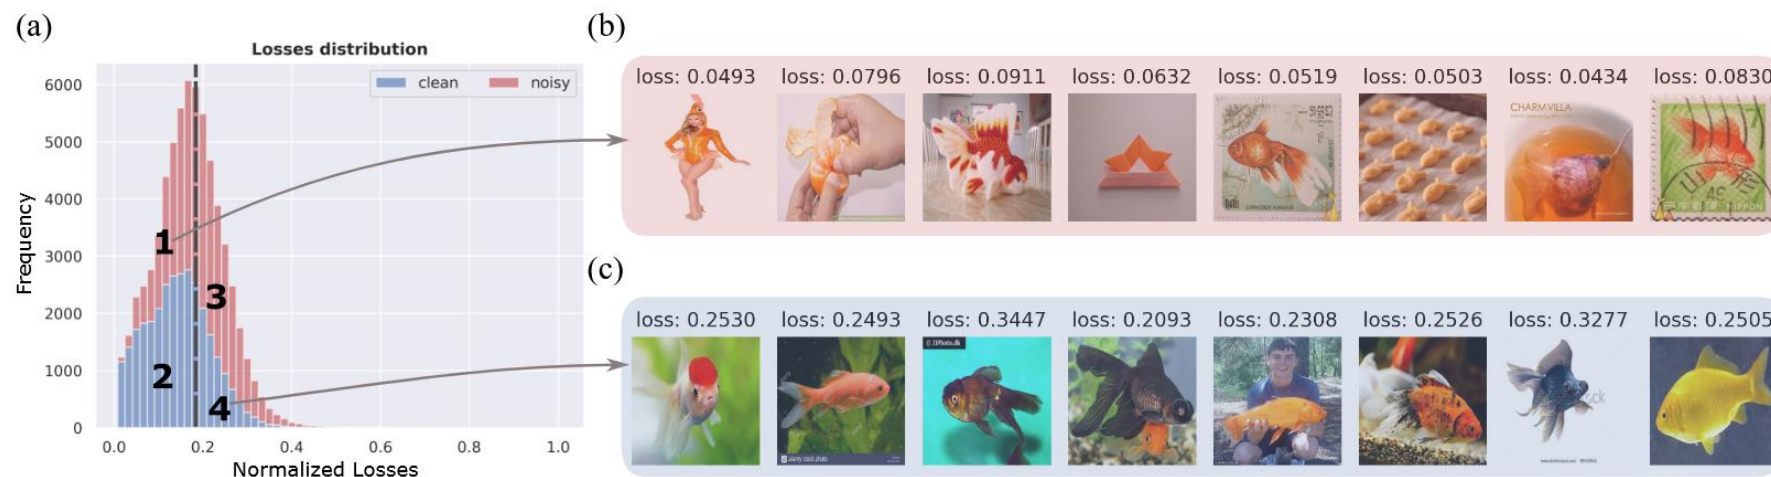 (a)
Losses distribution
clean
noisy
6000
5000
4000
3000
2000
1000
0
Frequency
1
2
3
4
0.0 0.2 0.4 0.6 0.8 1.0
Normalized Losses
(b)
loss: 0.0493 loss: 0.0796 loss: 0.0911 loss: 0.0632 loss: 0.0519 loss: 0.0503 loss: 0.0434 loss: 0.0830
CHARMVILLA
NIPPON
(c)
loss: 0.2530 loss: 0.2493 loss: 0.3447 loss: 0.2093 loss: 0.2308 loss: 0.2526 loss: 0.3277 loss: 0.2505
alamy stock photo